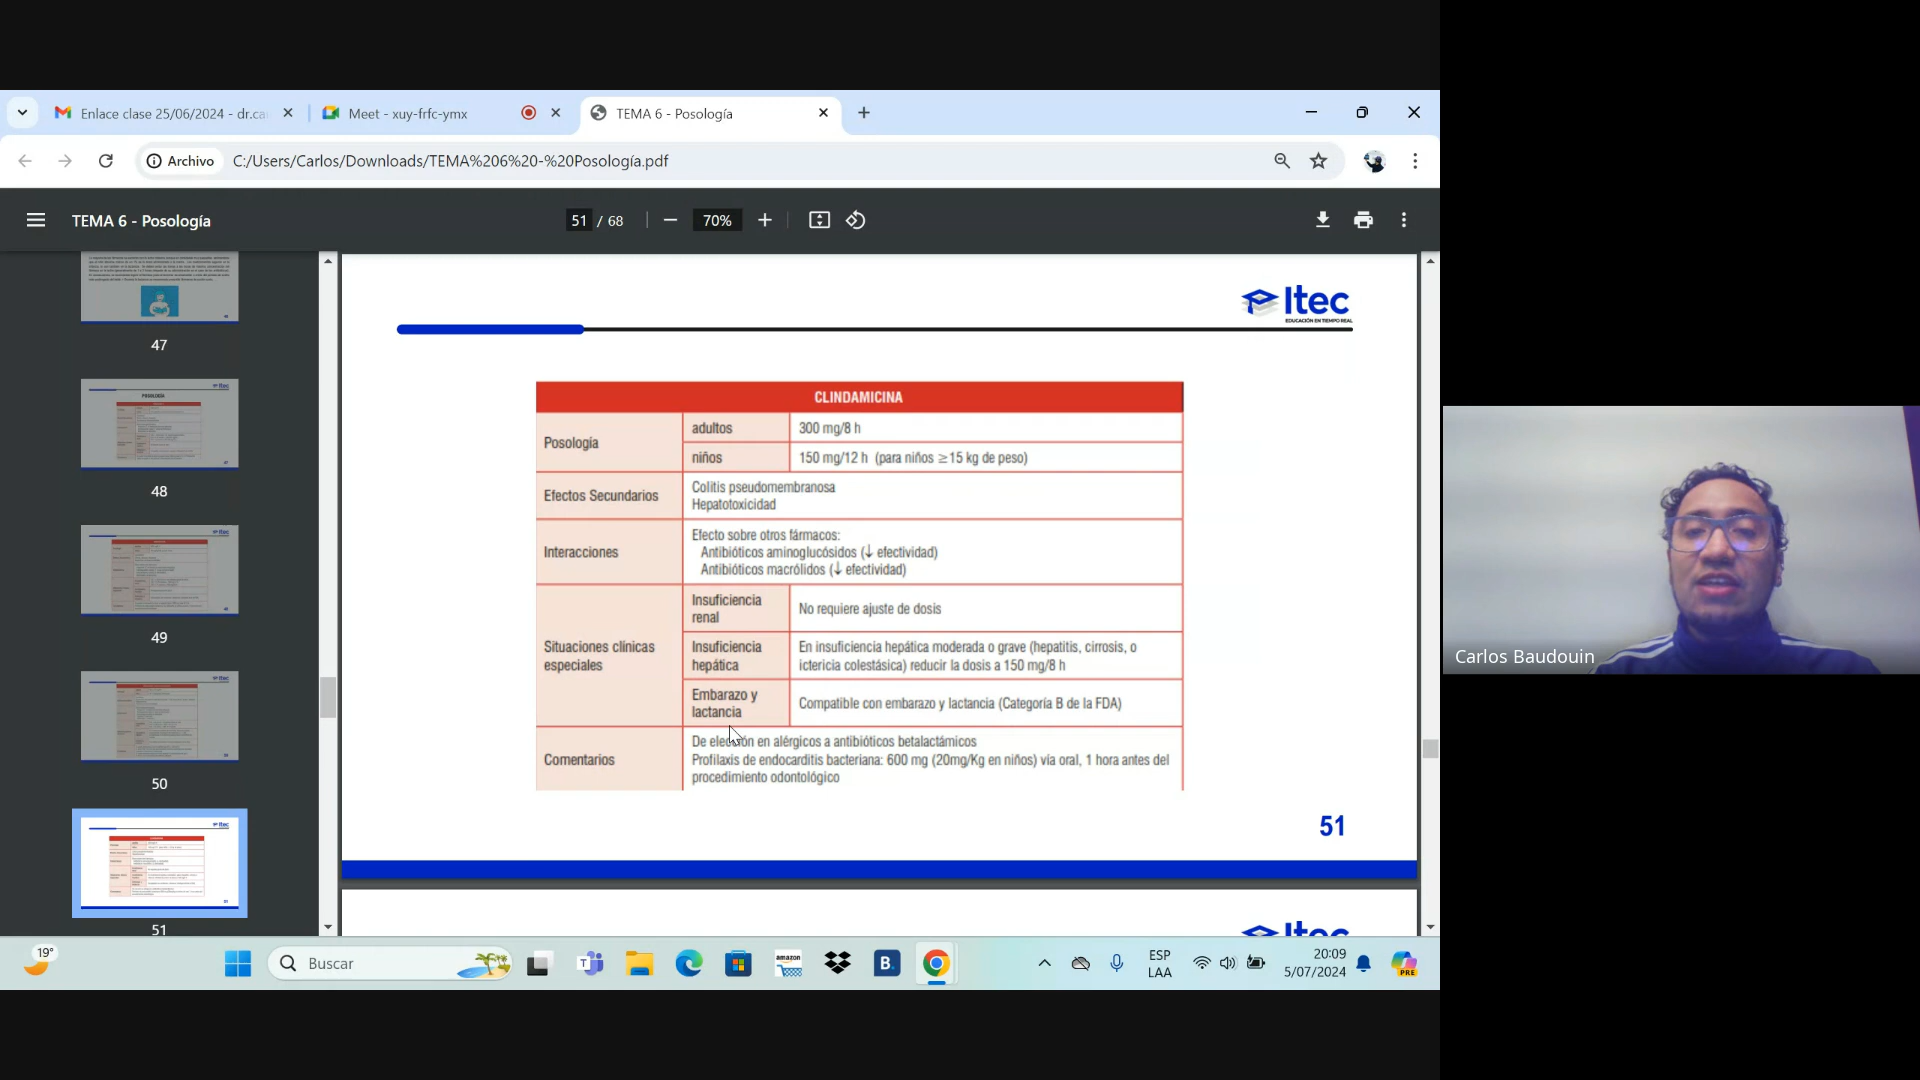 Enlace clase 25/06/2024 - dr.ca
Meet - xuy-frfc-ymx
TEMA 6 - Posología
Archivo
C:/Users/Carlos/Downloads/TEMA%206%20-%20Posología.pdf
TEMA 6 - Posología
51 / 68
70%
47
48
49
50
51
Itec
EDUCACIÓN EN TIEMPO REAL
CLINDAMICINA
Posología
adultos
300 mg/8 h
niños
150 mg/12 h (para niños ≥15 kg de peso)
Efectos Secundarios
Colitis pseudomembranosa
Hepatotoxicidad
Interacciones
Efecto sobre otros fármacos:
Antibióticos aminoglucósidos (↓ efectividad)
Antibióticos macrólidos (↓ efectividad)
Situaciones clínicas
especiales
Insuficiencia
renal
No requiere ajuste de dosis
Insuficiencia
hepática
En insuficiencia hepática moderada o grave (hepatitis, cirrosis, o
ictericia colestásica) reducir la dosis a 150 mg/8 h
Embarazo y
lactancia
Compatible con embarazo y lactancia (Categoría B de la FDA)
Comentarios
De elección en alérgicos a antibióticos betalactámicos
Profilaxis de endocarditis bacteriana: 600 mg (20mg/Kg en niños) vía oral, 1 hora antes del
procedimiento odontológico
51
Itec
Carlos Baudouin
19°
Buscar
amazon
B.
ESP
LAA
20:09
5/07/2024
PRE